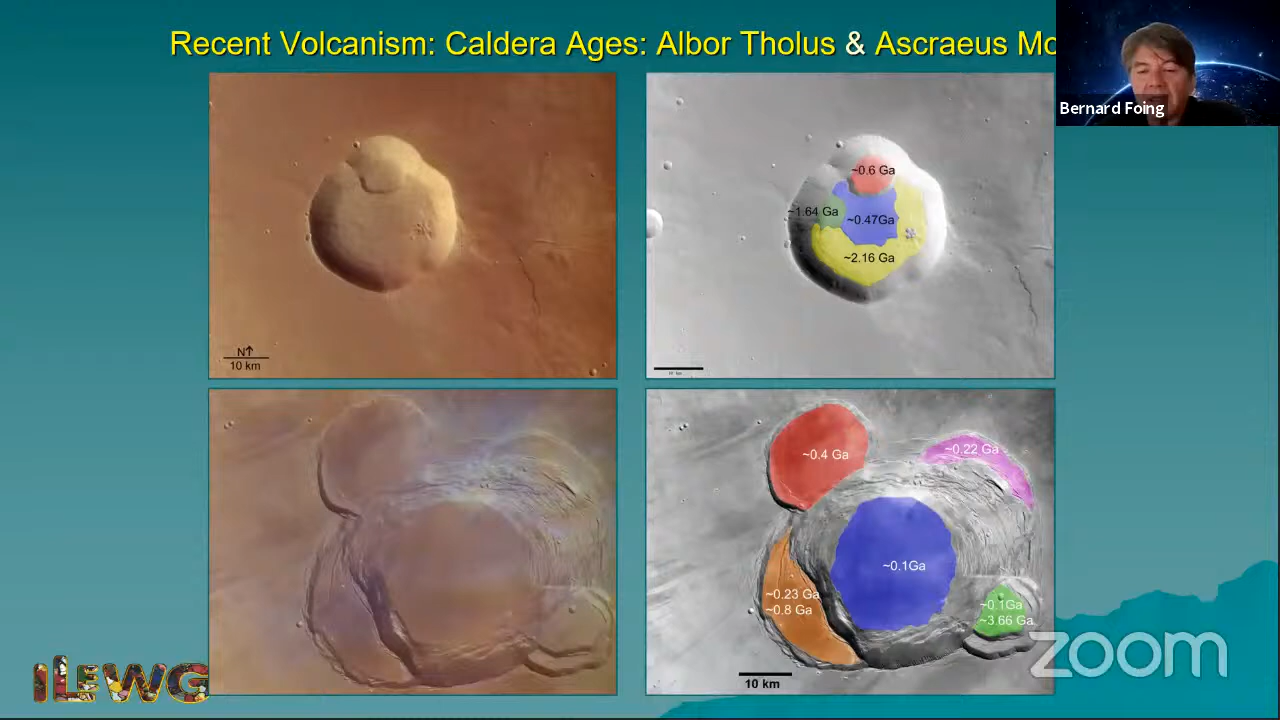 Recent Volcanism: Caldera Ages: Albor Tholus & Ascraeus Mo
Bernard Foing
~0.6 Ga
~1.64 Ga
~0.47Ga
~2.16 Ga
N↑
10 km
~0.4 Ga
~0.22 Ga
~0.1Ga
~0.23 Ga
~0.8 Ga
~0.1Ga
~3.66 Ga
10 km
ILEWG
zoom